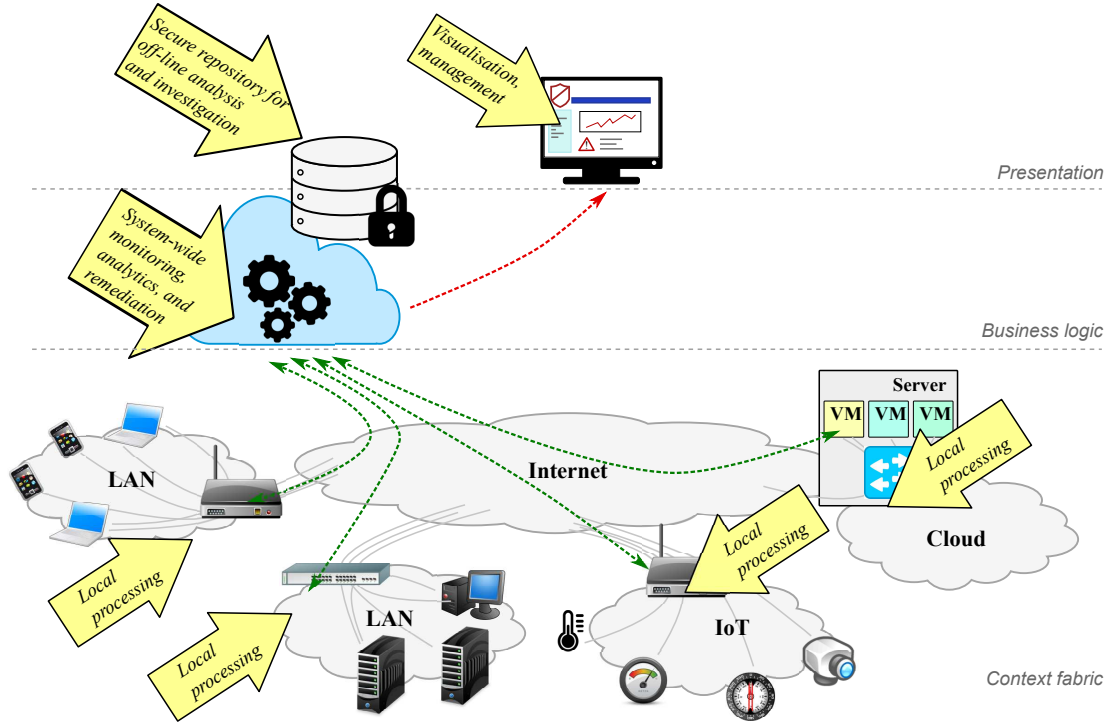 Secure repository for
off-line analysis
and investigation
Visualisation,
management
Presentation
System-wide
monitoring,
analytics, and
remediation
Business logic
Server
VM
VM
VM
LAN
Internet
Local
processing
Local
processing
Cloud
Local
processing
LAN
IoT
Local
processing
Context fabric